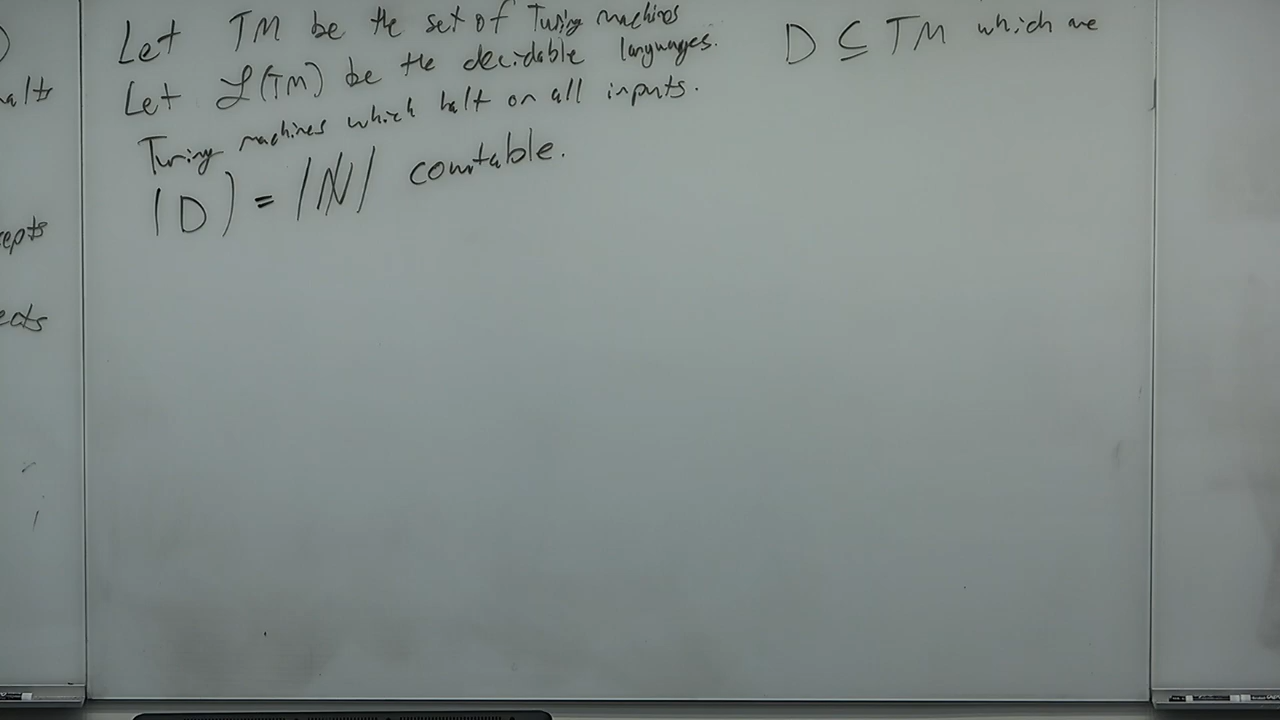 Let TM be the set of Turing machines
Let ℒ(TM) be the decidable languages. D ⊆ TM which are
Turing machines which halt on all inputs.
|D| = |ℕ| countable.
alts
epts
ects